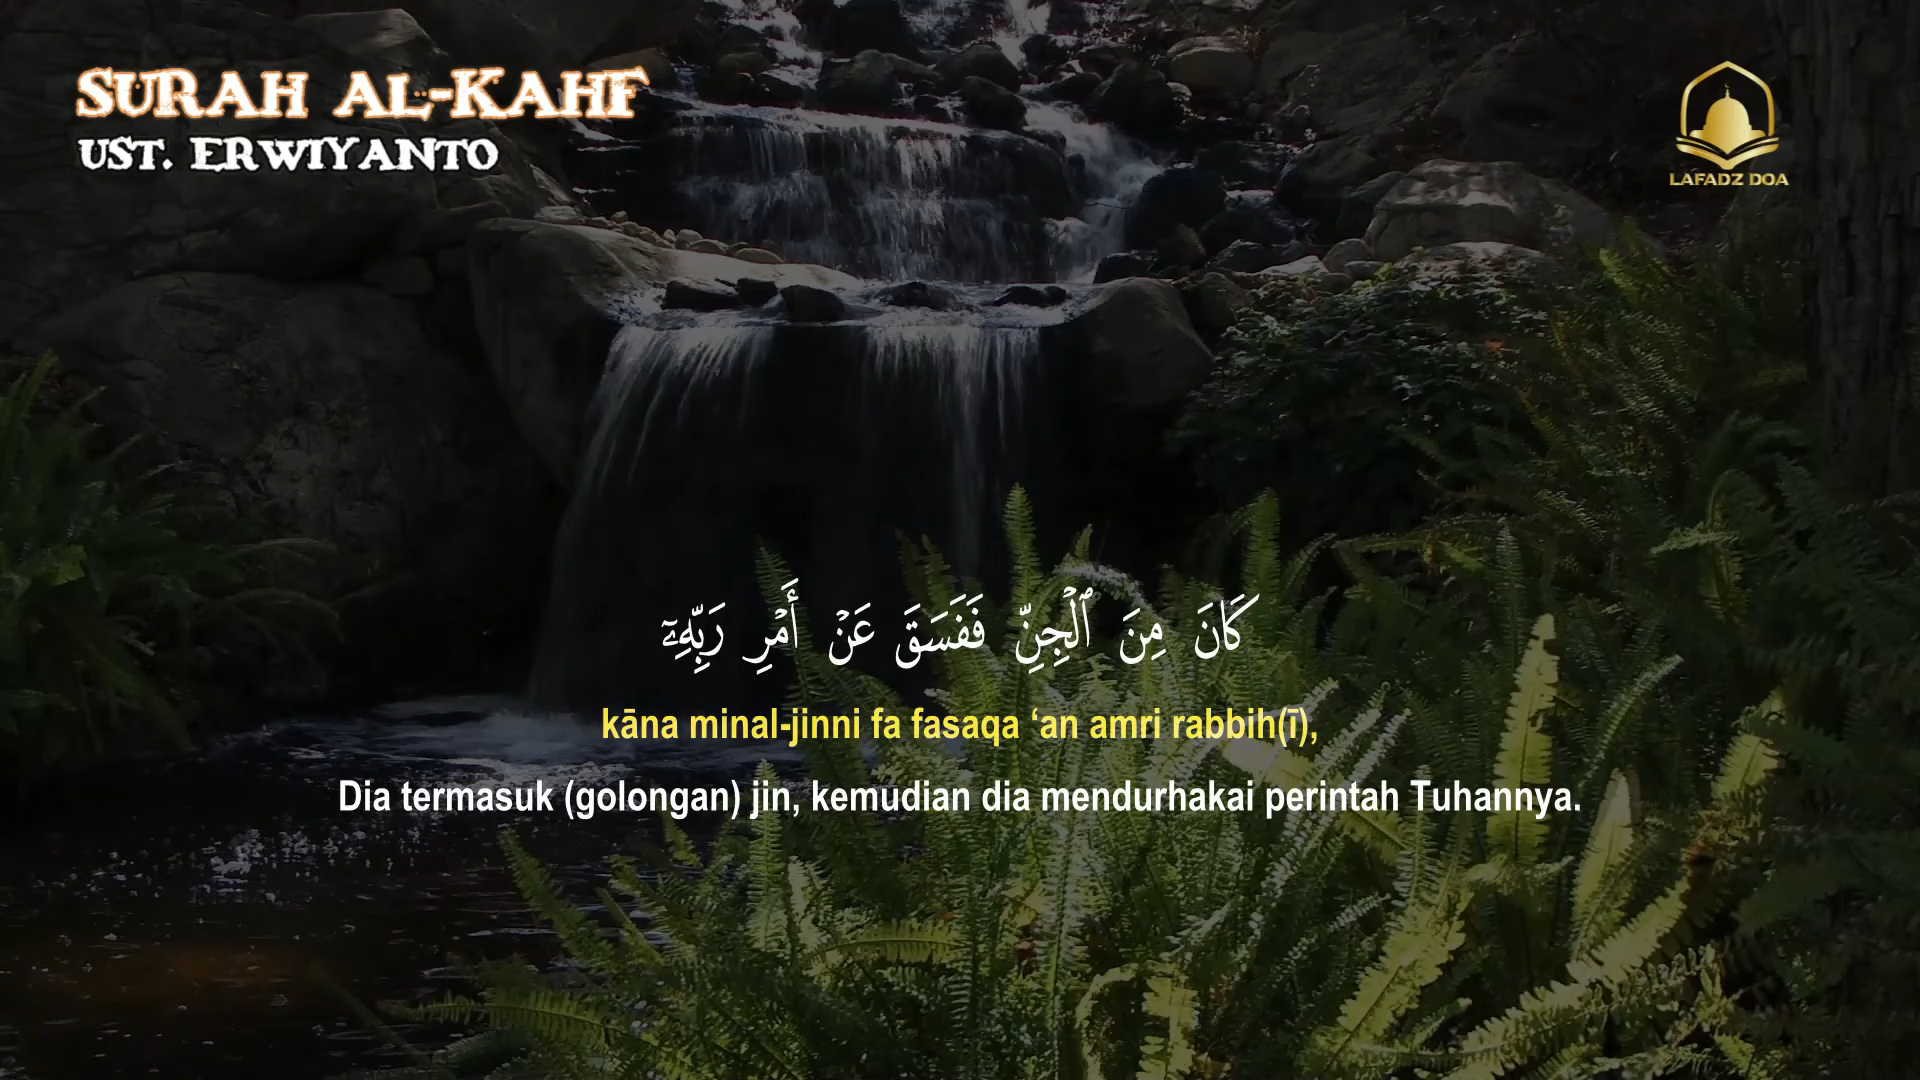 SURAH AL-KAHF
UST. ERWIYANTO
LAFADZ DOA
كَانَ مِنَ ٱلْجِنِّ فَفَسَقَ عَنْ أَمْرِ رَبِّهِۦٓ
kāna minal-jinni fa fasaqa ‘an amri rabbih(ī),
Dia termasuk (golongan) jin, kemudian dia mendurhakai perintah Tuhannya.